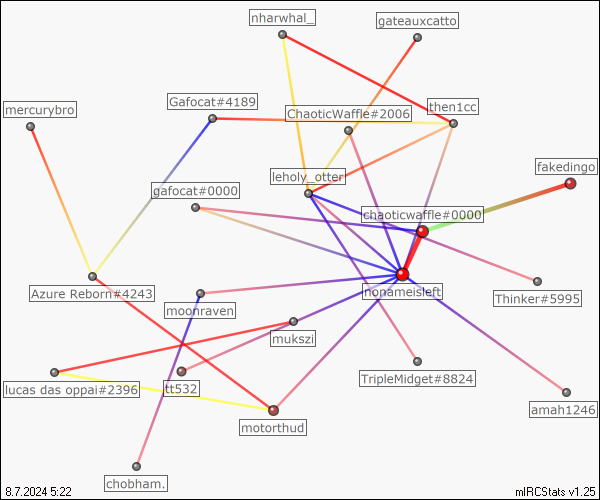 nharwhal_
gateauxcatto
mercurybro
Gafocat#4189
ChaoticWaffle#2006
then1cc
fakedingo
leholy_otter
gafocat#0000
chaoticwaffle#0000
Azure Reborn#4243
nonameisleft
Thinker#5995
moonraven
mukszi
TripleMidget#8824
lucas das oppai#2396
tt532
amah1246
motorthud
chobham.
8.7.2024 5:22
mIRCStats v1.25